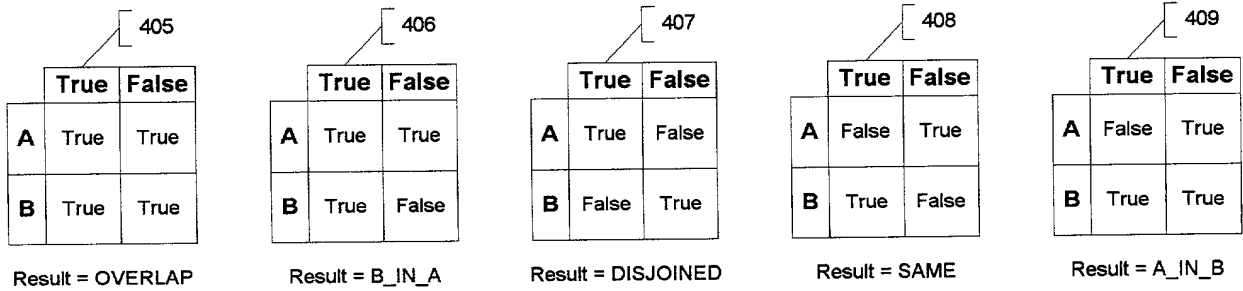 405 406 407 408 409
True False True False True False True False True False
A True True A True True A True False A False True A False True
B True True B True False B False True B True False B True True
Result = OVERLAP Result = B_IN_A Result = DISJOINED Result = SAME Result = A_IN_B